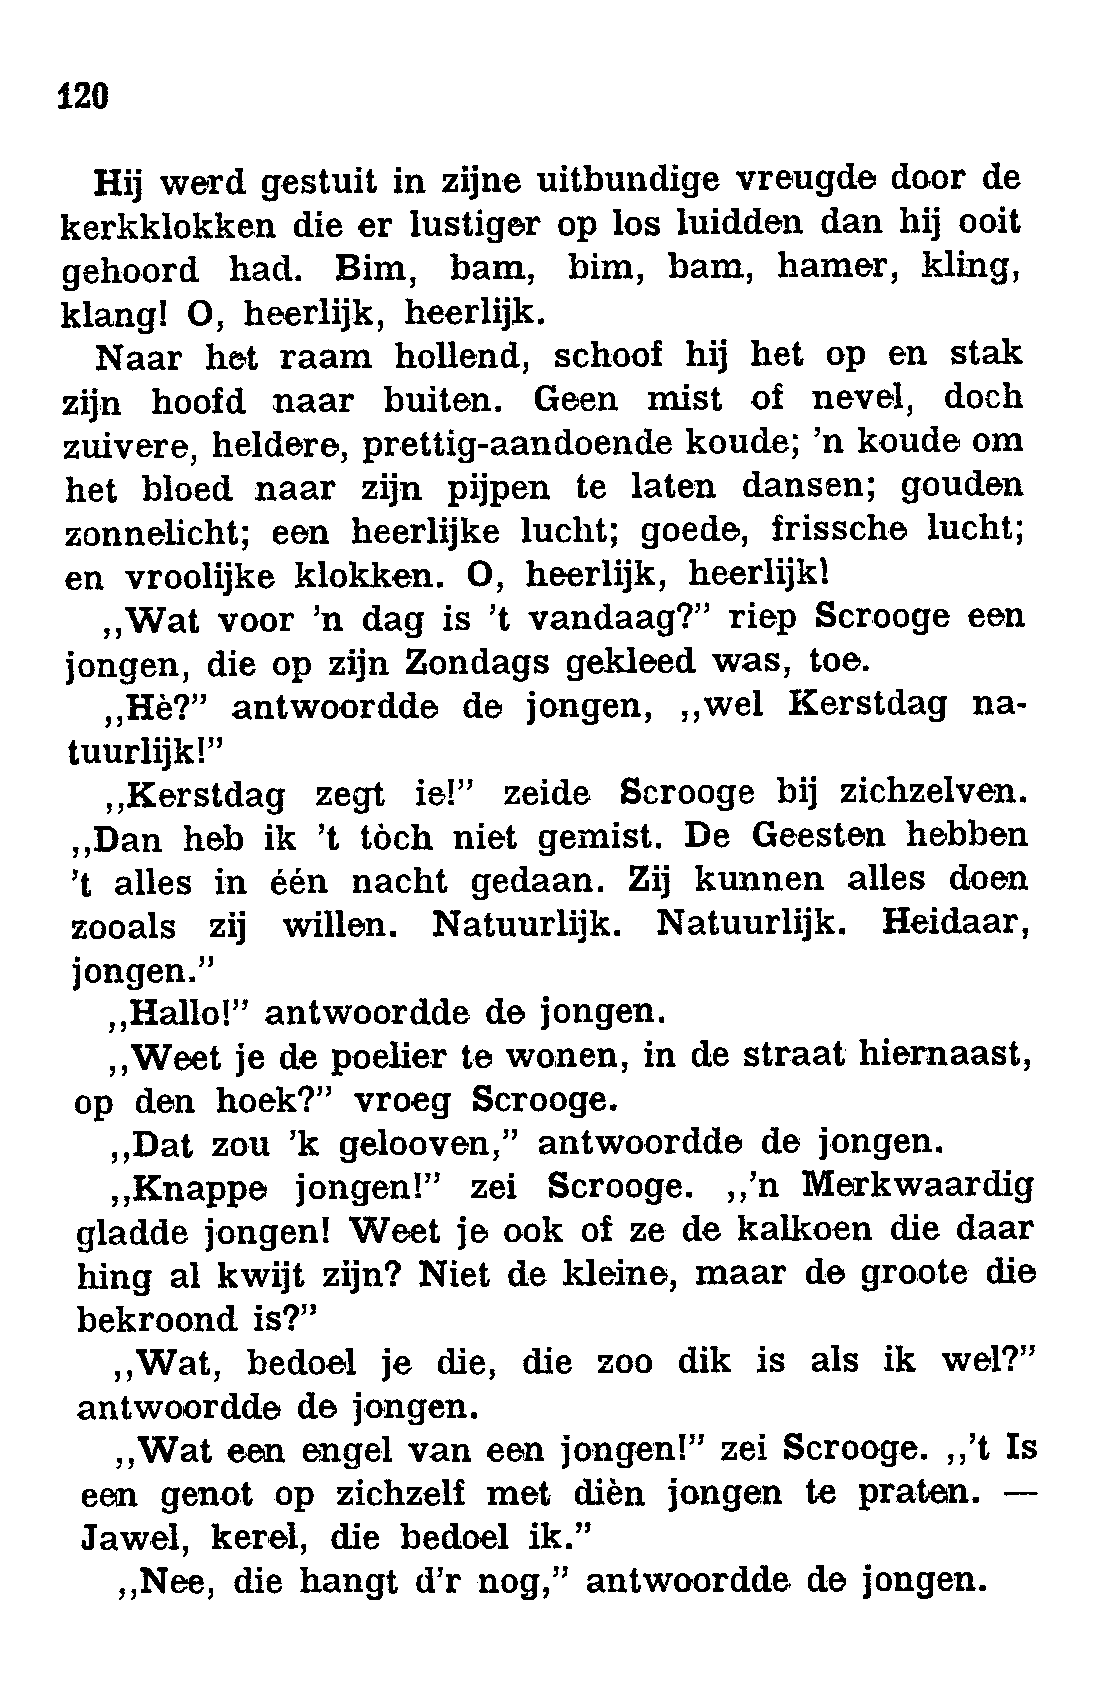 120
Hij werd gestuit in zijne uitbundige vreugde door de
kerkklokken die er lustiger op los luidden dan hij ooit
gehoord had. Bim, bam, bim, bam, hamer, kling,
klang! O, heerlijk, heerlijk.
Naar het raam hollend, schoof hij het op en stak
zijn hoofd naar buiten. Geen mist of nevel, doch
zuivere, heldere, prettig-aandoende koude; ’n koude om
het bloed naar zijn pijpen te laten dansen; gouden
zonnelicht; een heerlijke lucht; goede, frissche lucht;
en vroolijke klokken. O, heerlijk, heerlijk!
,,Wat voor ’n dag is ’t vandaag?” riep Scrooge een
jongen, die op zijn Zondags gekleed was, toe.
,,Hè?” antwoordde de jongen, ,,wel Kerstdag na-
tuurlijk!”
,,Kerstdag zegt ie!” zeide Scrooge bij zichzelven.
,,Dan heb ik ’t tòch niet gemist. De Geesten hebben
’t alles in één nacht gedaan. Zij kunnen alles doen
zooals zij willen. Natuurlijk. Natuurlijk. Heidaar,
jongen.”
,,Hallo!” antwoordde de jongen.
,,Weet je de poelier te wonen, in de straat hiernaast,
op den hoek?” vroeg Scrooge.
,,Dat zou ’k gelooven,” antwoordde de jongen.
,,Knappe jongen!” zei Scrooge. ,,’n Merkwaardig
gladde jongen! Weet je ook of ze de kalkoen die daar
hing al kwijt zijn? Niet de kleine, maar de groote die
bekroond is?”
,,Wat, bedoel je die, die zoo dik is als ik wel?”
antwoordde de jongen.
,,Wat een engel van een jongen!” zei Scrooge. ,,’t Is
een genot op zichzelf met dièn jongen te praten. —
Jawel, kerel, die bedoel ik.”
,,Nee, die hangt d’r nog,” antwoordde de jongen.